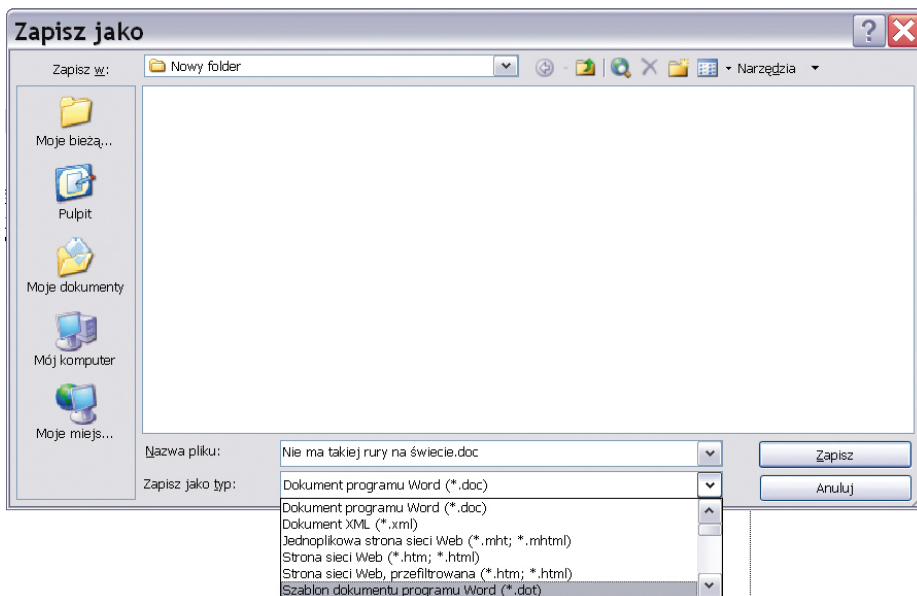 Zapisz jako
Zapisz w:
Nowy folder
Narzędzia
Moje bieżą...
Pulpit
Moje dokumenty
Mój komputer
Moje miejs...
Nazwa pliku:
Nie ma takiej rury na świecie.doc
Zapisz
Zapisz jako typ:
Dokument programu Word (*.doc)
Anuluj
Dokument programu Word (*.doc)
Dokument XML (*.xml)
Jednoplikowa strona sieci Web (*.mht; *.mhtml)
Strona sieci Web (*.htm; *.html)
Strona sieci Web, przefiltrowana (*.htm; *.html)
Szablon dokumentu programu Word (*.dot)